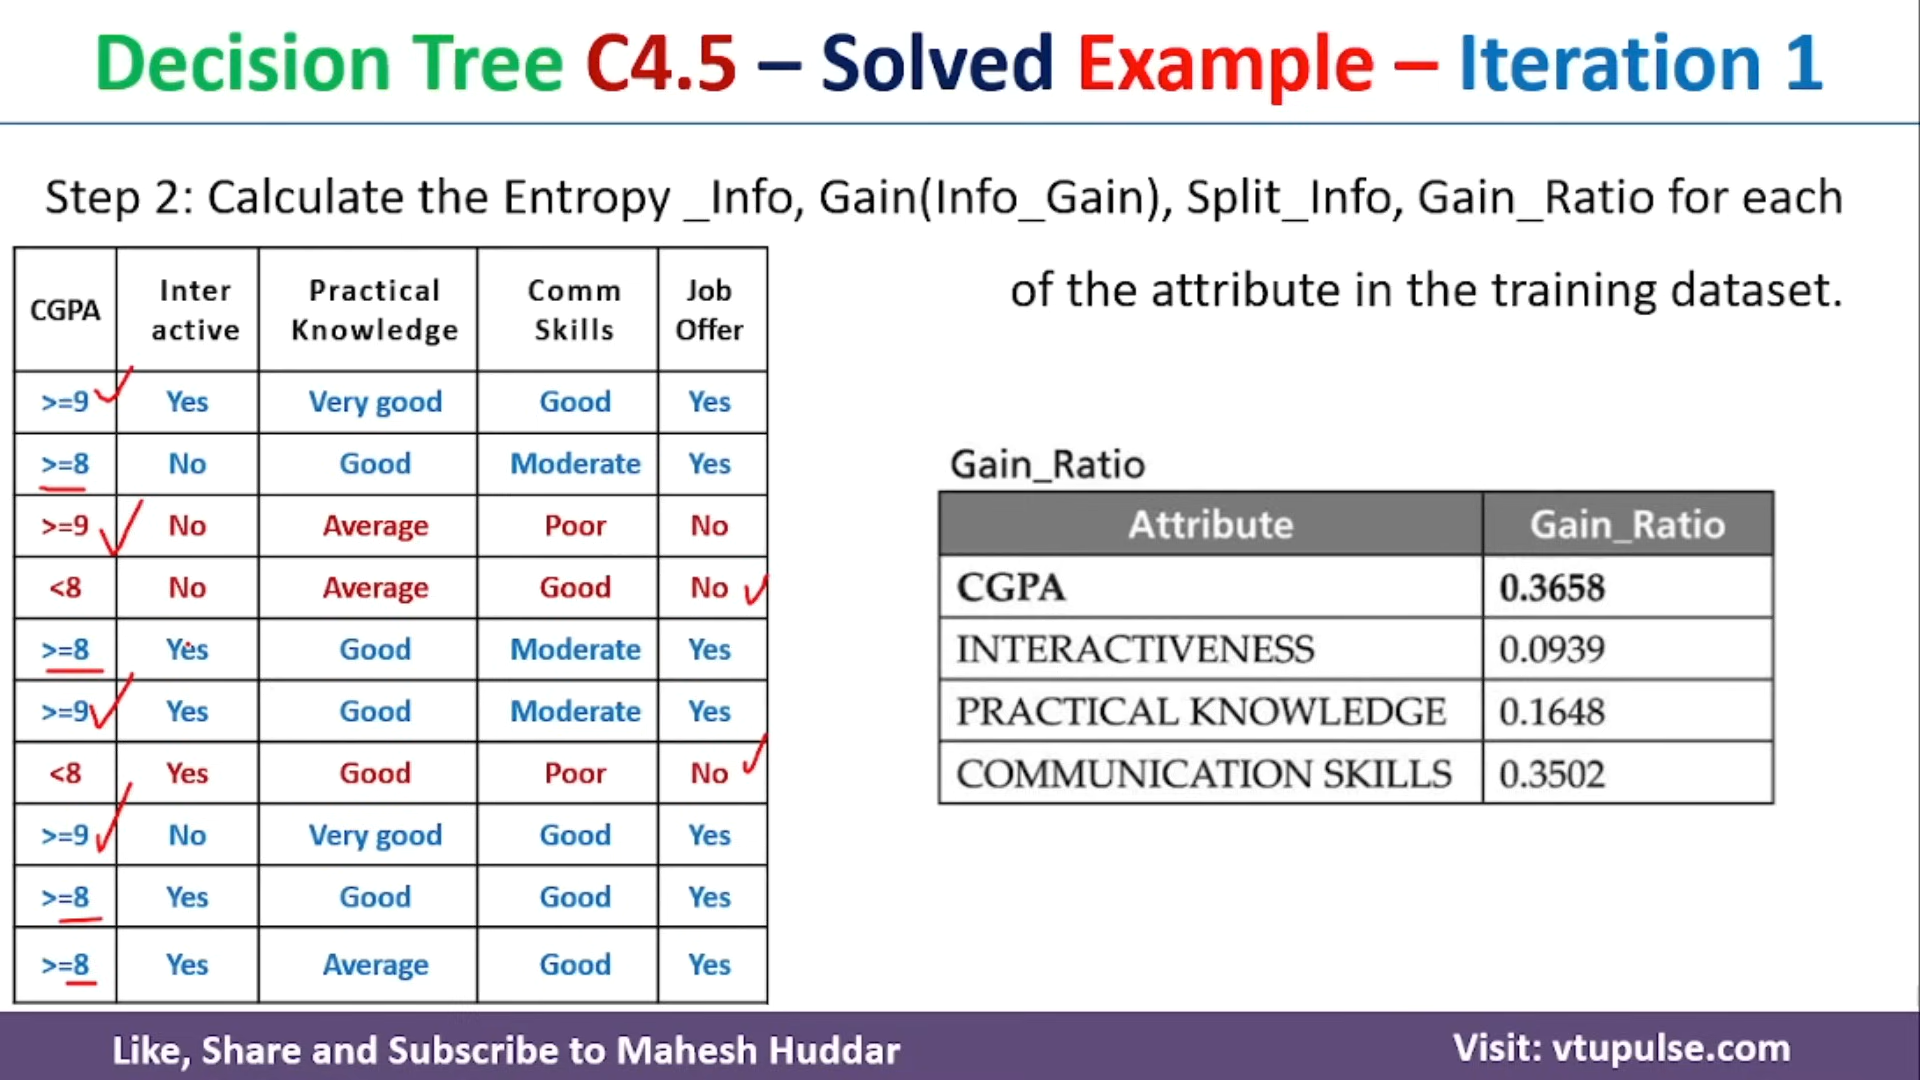 Decision Tree C4.5 – Solved Example – Iteration 1
Step 2: Calculate the Entropy _Info, Gain(Info_Gain), Split_Info, Gain_Ratio for each
of the attribute in the training dataset.
CGPA Inter active Practical Knowledge Comm Skills Job Offer
>=9 Yes Very good Good Yes
>=8 No Good Moderate Yes
>=9 No Average Poor No
<8 No Average Good No
>=8 Yes Good Moderate Yes
>=9 Yes Good Moderate Yes
<8 Yes Good Poor No
>=9 No Very good Good Yes
>=8 Yes Good Good Yes
>=8 Yes Average Good Yes
Gain_Ratio
Attribute Gain_Ratio
CGPA 0.3658
INTERACTIVENESS 0.0939
PRACTICAL KNOWLEDGE 0.1648
COMMUNICATION SKILLS 0.3502
Like, Share and Subscribe to Mahesh Huddar
Visit: vtupulse.com